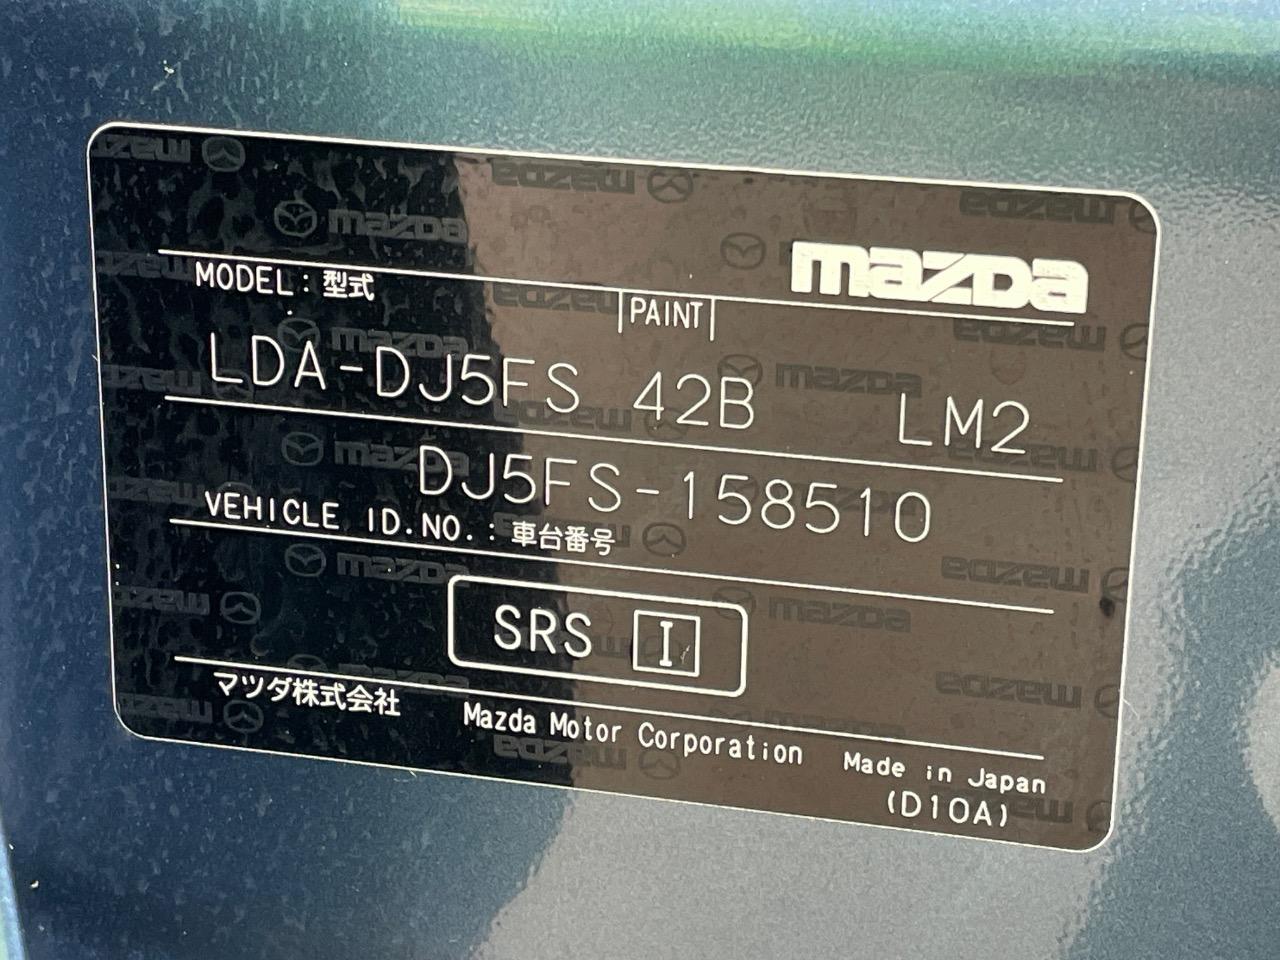 mazda
MODEL : 型式
PAINT
LDA-DJ5FS 42B LM2
DJ5FS-158510
VEHICLE ID.NO. : 車台番号
SRS I
マツダ株式会社 Mazda Motor Corporation Made in Japan
(D10A)